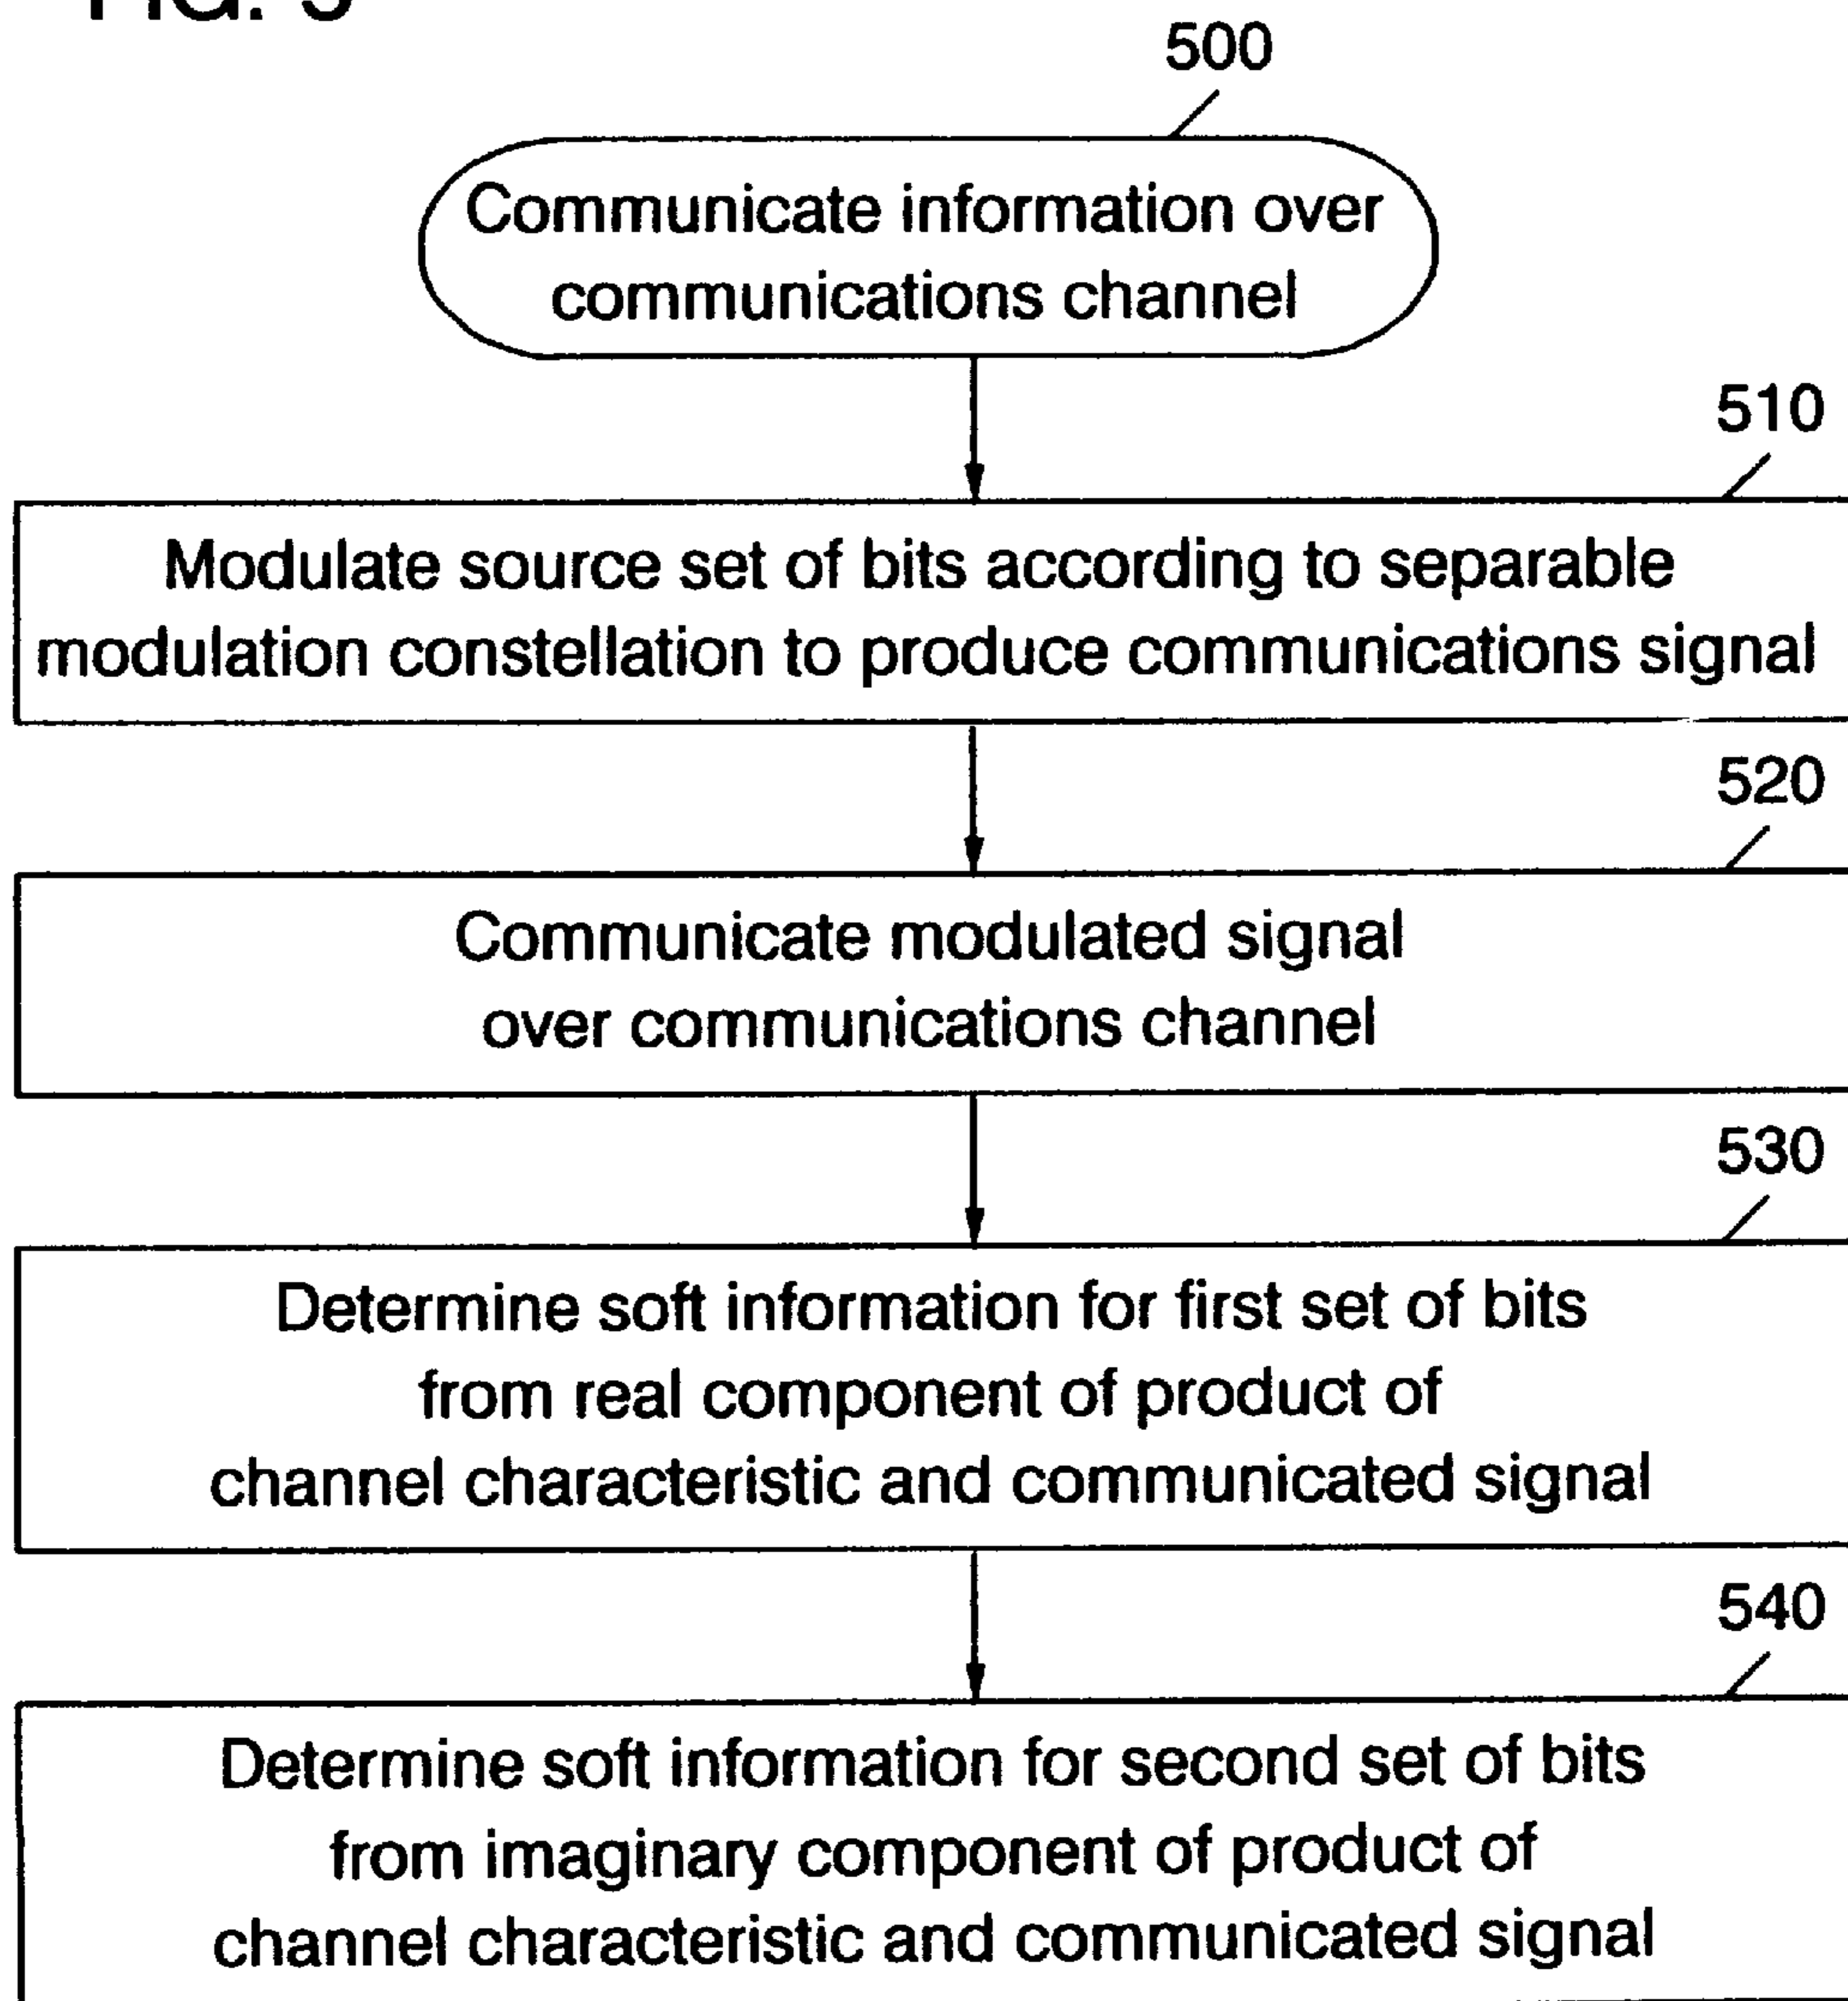 500
Communicate information over
communications channel
510
Modulate source set of bits according to separable
modulation constellation to produce communications signal
520
Communicate modulated signal
over communications channel
530
Determine soft information for first set of bits
from real component of product of
channel characteristic and communicated signal
540
Determine soft information for second set of bits
from imaginary component of product of
channel characteristic and communicated signal